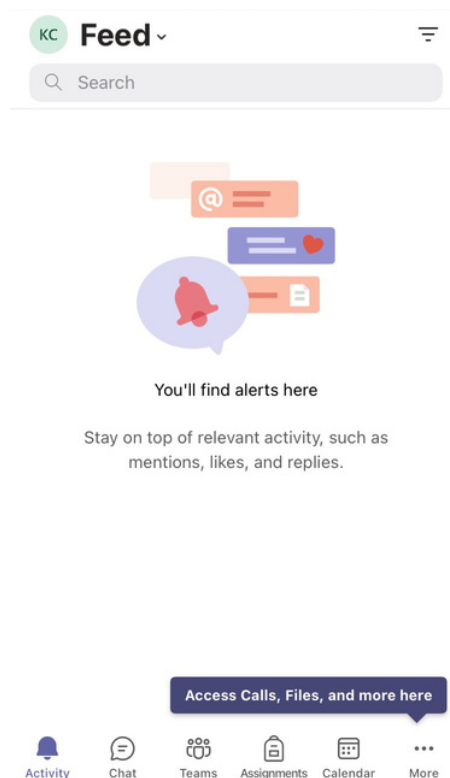 KC Feed
Search
@
You'll find alerts here
Stay on top of relevant activity, such as
mentions, likes, and replies.
Access Calls, Files, and more here
Activity Chat Teams Assignments Calendar More